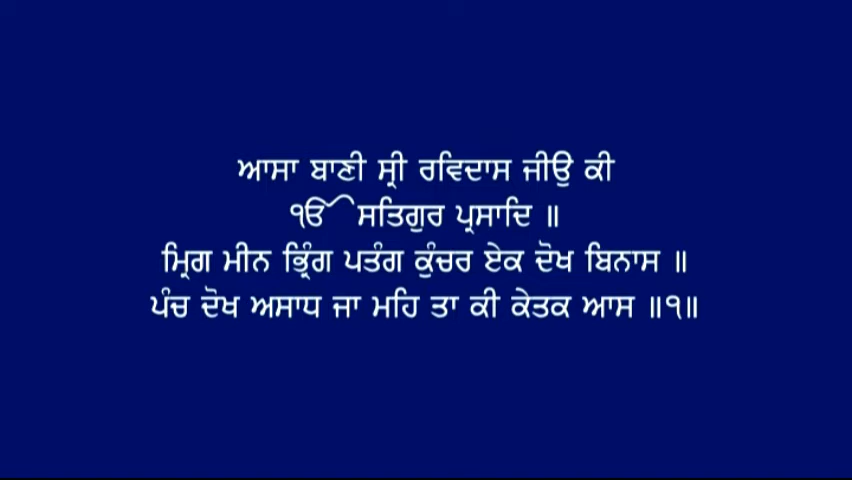 ਆਸਾ ਬਾਣੀ ਸ੍ਰੀ ਰਵਿਦਾਸ ਜੀਉ ਕੀ
ੴ ਸਤਿਗੁਰ ਪ੍ਰਸਾਦਿ ॥
ਮ੍ਰਿਗ ਮੀਨ ਭ੍ਰਿੰਗ ਪਤੰਗ ਕੁੰਚਰ ਏਕ ਦੋਖ ਬਿਨਾਸ ॥
ਪੰਚ ਦੋਖ ਅਸਾਧ ਜਾ ਮਹਿ ਤਾ ਕੀ ਕੇਤਕ ਆਸ ॥੧॥